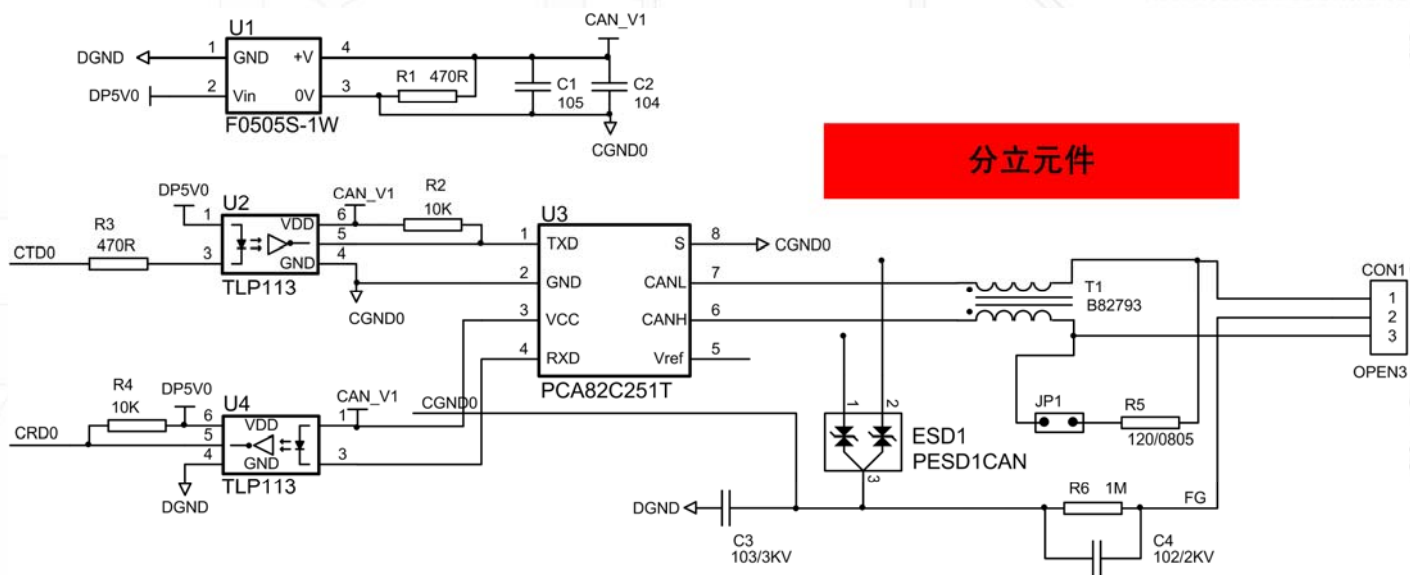 U1
CAN_V1
DGND
1
GND
+V
4
DP5V0
2
Vin
0V
3
R1 470R
C1
105
C2
104
F0505S-1W
CGND0
分立元件
DP5V0
U2
CAN_V1
R2
10K
R3
470R
1
VDD
6
5
CTD0
3
GND
4
TLP113
CGND0
U3
1
TXD
S
8
CGND0
2
GND
CANL
7
3
VCC
CANH
6
4
RXD
Vref
5
PCA82C251T
T1
B82793
CON1
1
2
3
OPEN3
R4
10K
DP5V0
U4
CAN_V1
CGND0
6
VDD
1
CRD0
5
4
GND
3
DGND
TLP113
1
2
ESD1
PESD1CAN
3
JP1
R5
120/0805
DGND
C3
103/3KV
R6 1M
FG
C4
102/2KV